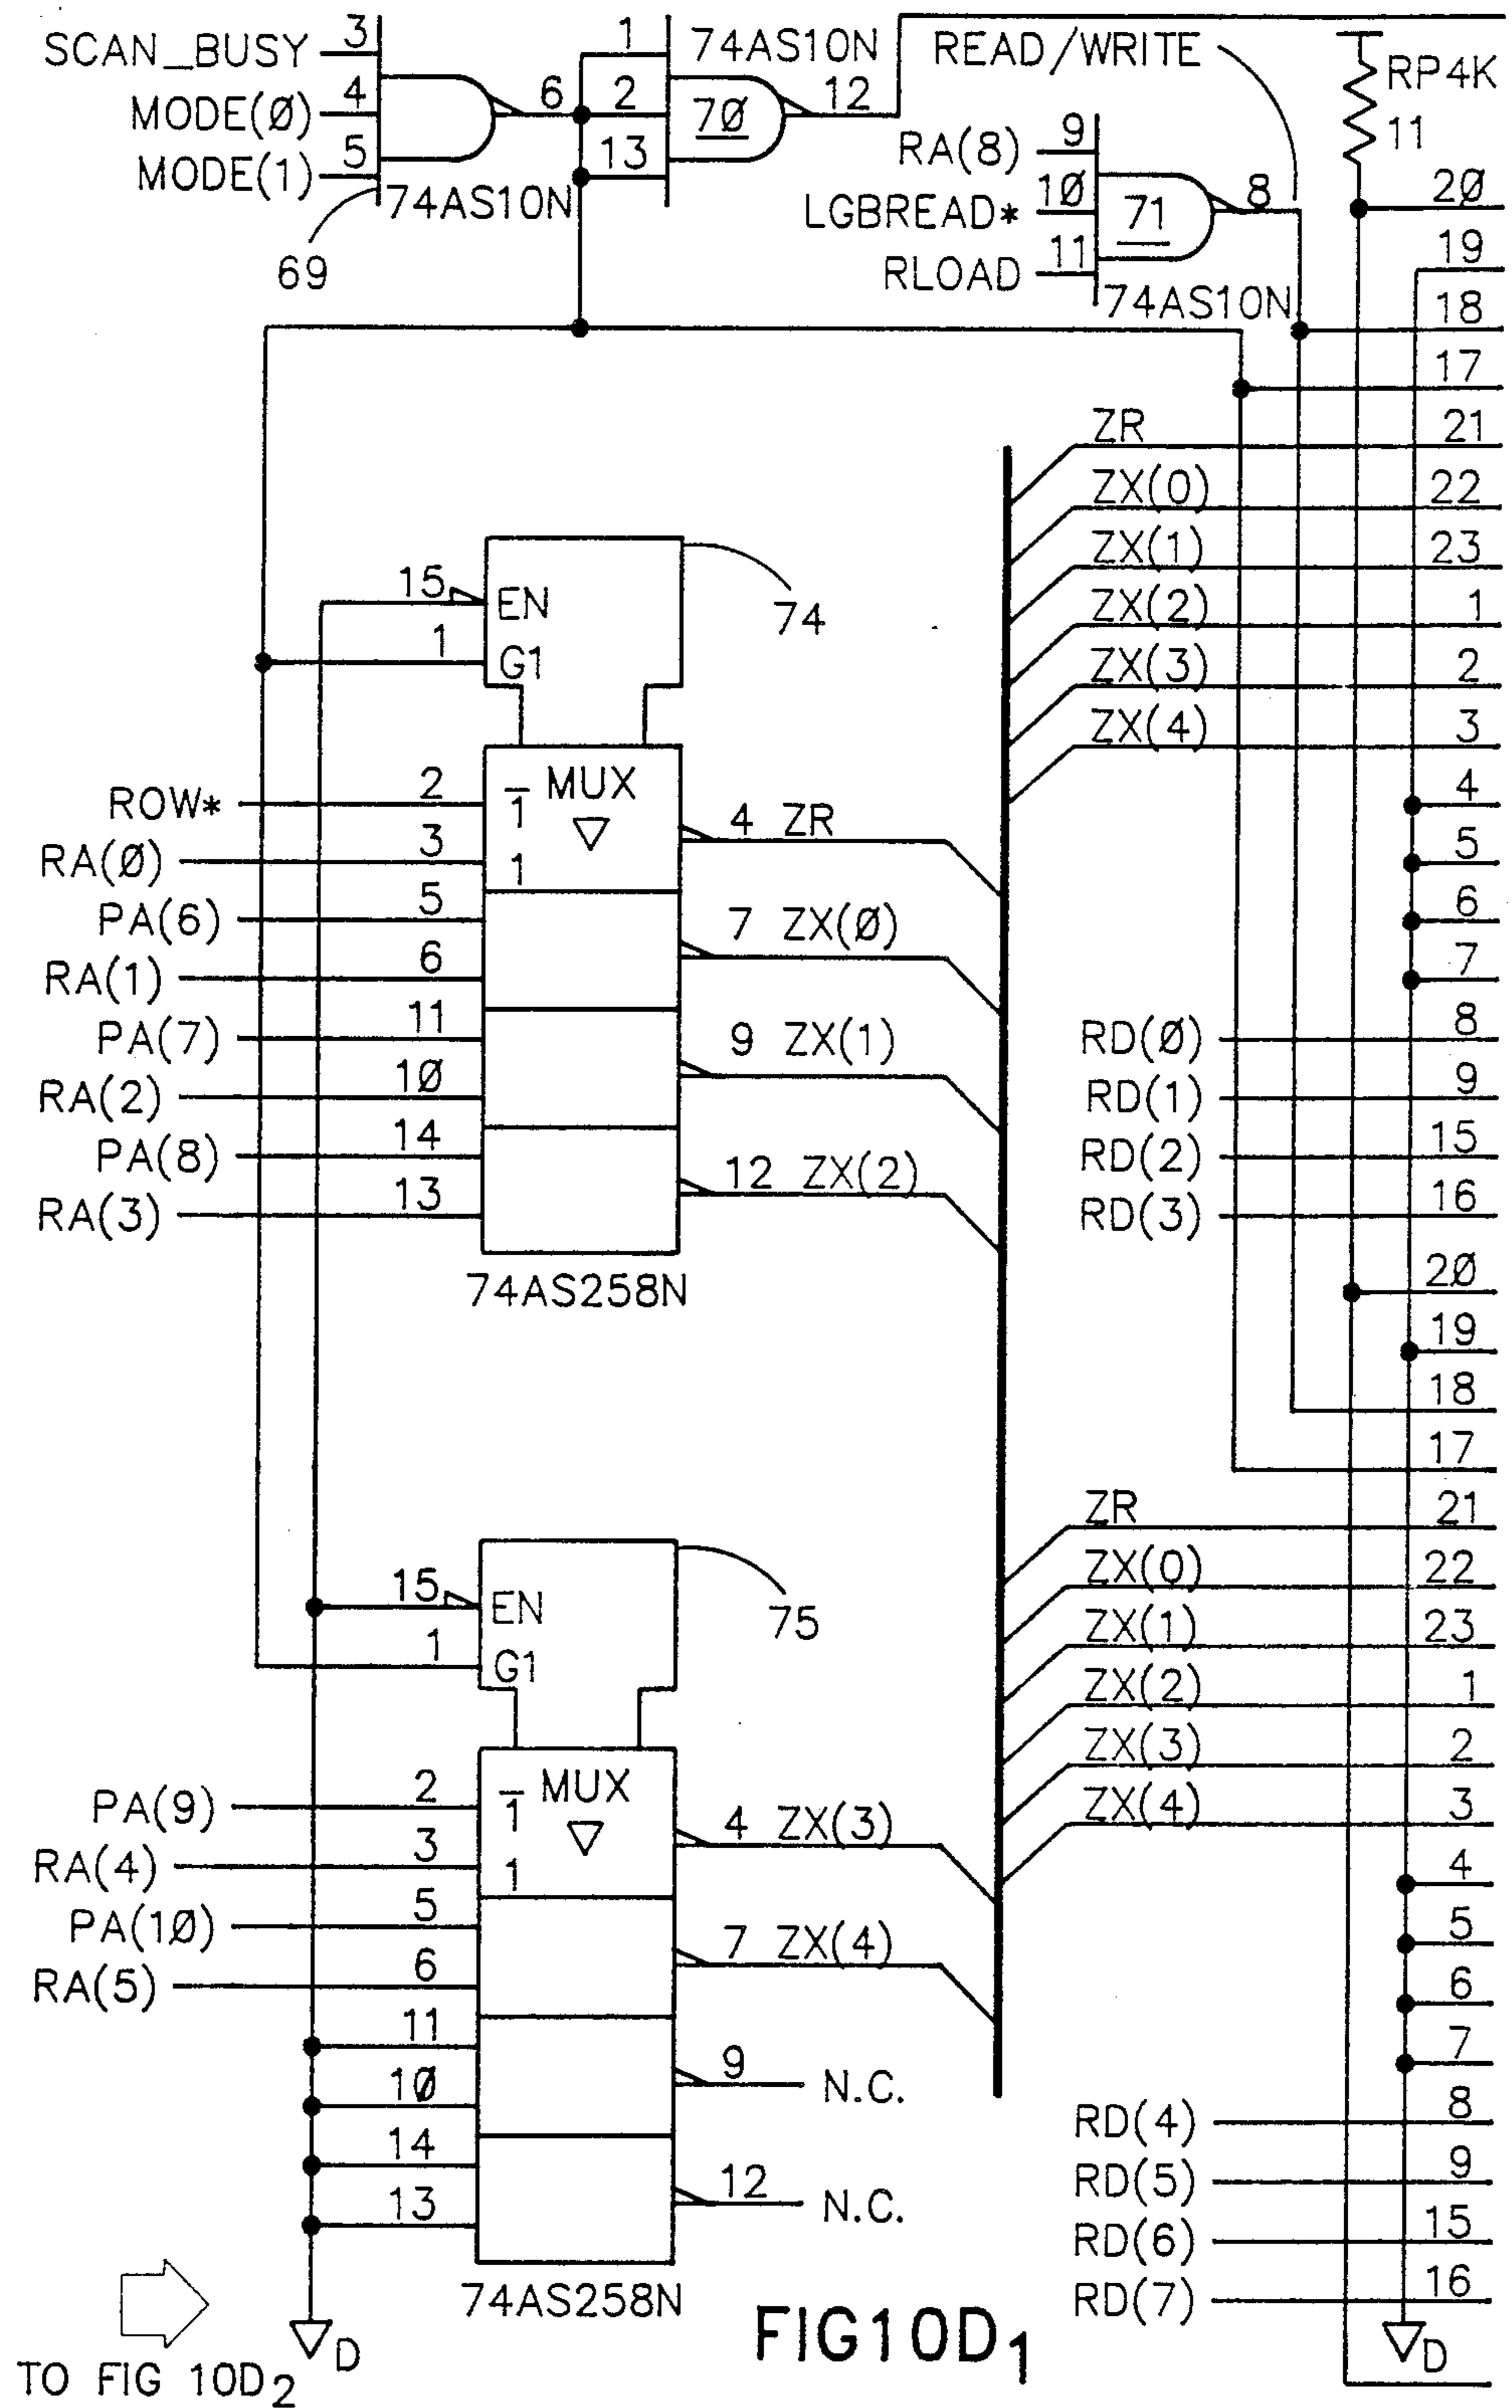 SCAN_BUSY 3
MODE(Ø) 4
MODE(1) 5
6
74AS10N
69
1
2
13
74AS10N
7Ø
12
READ/WRITE
RA(8) 9
LGBREAD* 1Ø
RLOAD 11
71
8
74AS10N
RP4K
11
2Ø
19
18
17
ZR 21
ZX(0) 22
ZX(1) 23
ZX(2) 1
ZX(3) 2
ZX(4) 3
4
5
6
7
RD(Ø) 8
RD(1) 9
RD(2) 15
RD(3) 16
2Ø
19
18
17
ZR 21
ZX(0) 22
ZX(1) 23
ZX(2) 1
ZX(3) 2
ZX(4) 3
4
5
6
7
RD(4) 8
RD(5) 9
RD(6) 15
RD(7) 16
D
15 EN
1 G1
74
ROW* 2 1̅ MUX
RA(Ø) 3 1
4 ZR
PA(6) 5
RA(1) 6
7 ZX(Ø)
PA(7) 11
RA(2) 1Ø
9 ZX(1)
PA(8) 14
RA(3) 13
12 ZX(2)
74AS258N
15 EN
1 G1
75
PA(9) 2 1̅ MUX
RA(4) 3 1
4 ZX(3)
PA(1Ø) 5
RA(5) 6
7 ZX(4)
11
1Ø
9 N.C.
14
13
12 N.C.
74AS258N
D
TO FIG 10D2
FIG10D1